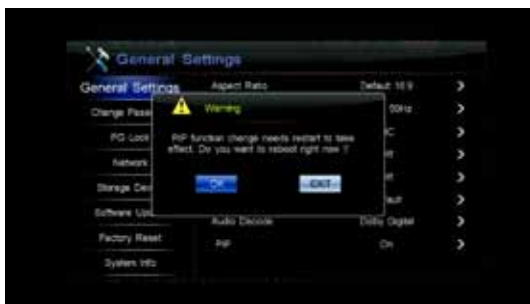 General Settings
General Settings
Aspect Ratio
Default 16:9
Change
Warning
50Hz
PG Lock
PIP function change needs restart to take
effect. Do you want to reboot right now ?
Network
Storage
OK
EXIT
Software
Audio Decode
Dolby Digital
Factory Reset
PIP
On
System Info